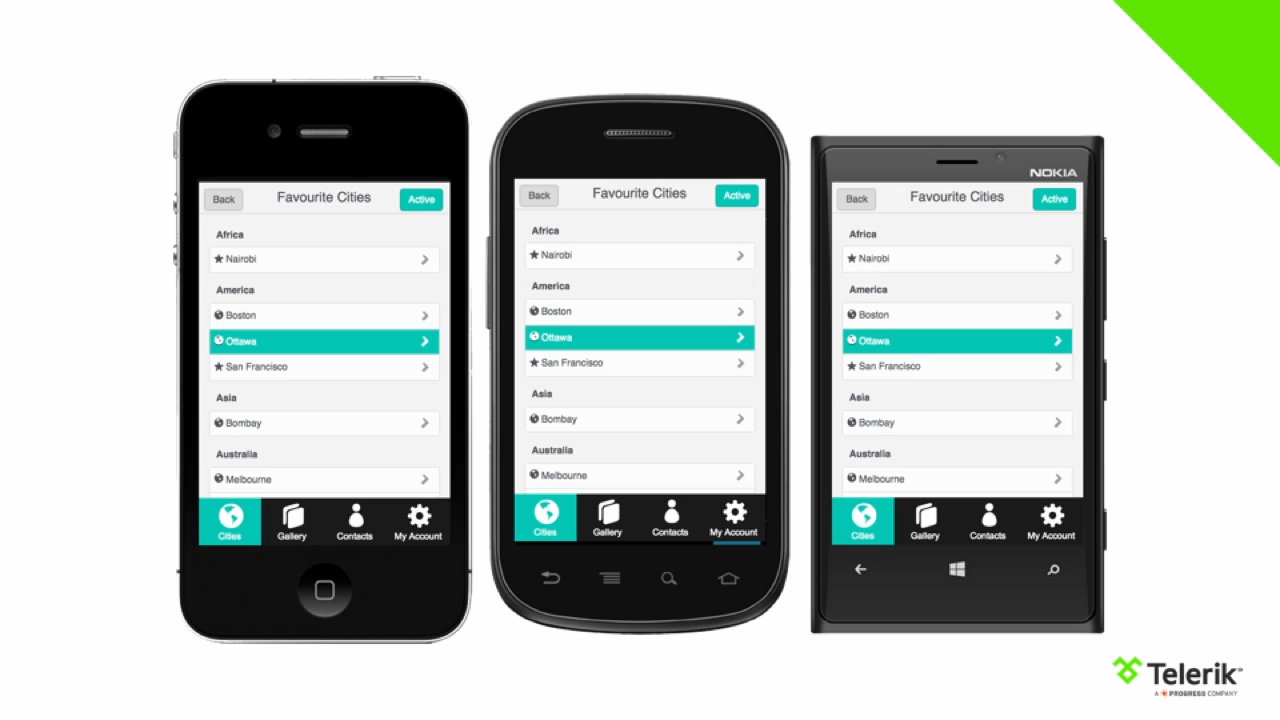 Back Favourite Cities Active
Africa
Nairobi
America
Boston
Ottawa
San Francisco
Asia
Bombay
Australia
Melbourne
Cities Gallery Contacts My Account
Back Favourite Cities Active
Africa
Nairobi
America
Boston
Ottawa
San Francisco
Asia
Bombay
Australia
Melbourne
Cities Gallery Contacts My Account
NOKIA
Back Favourite Cities Active
Africa
Nairobi
America
Boston
Ottawa
San Francisco
Asia
Bombay
Australia
Melbourne
Cities Gallery Contacts My Account
Telerik
A PROGRESS COMPANY